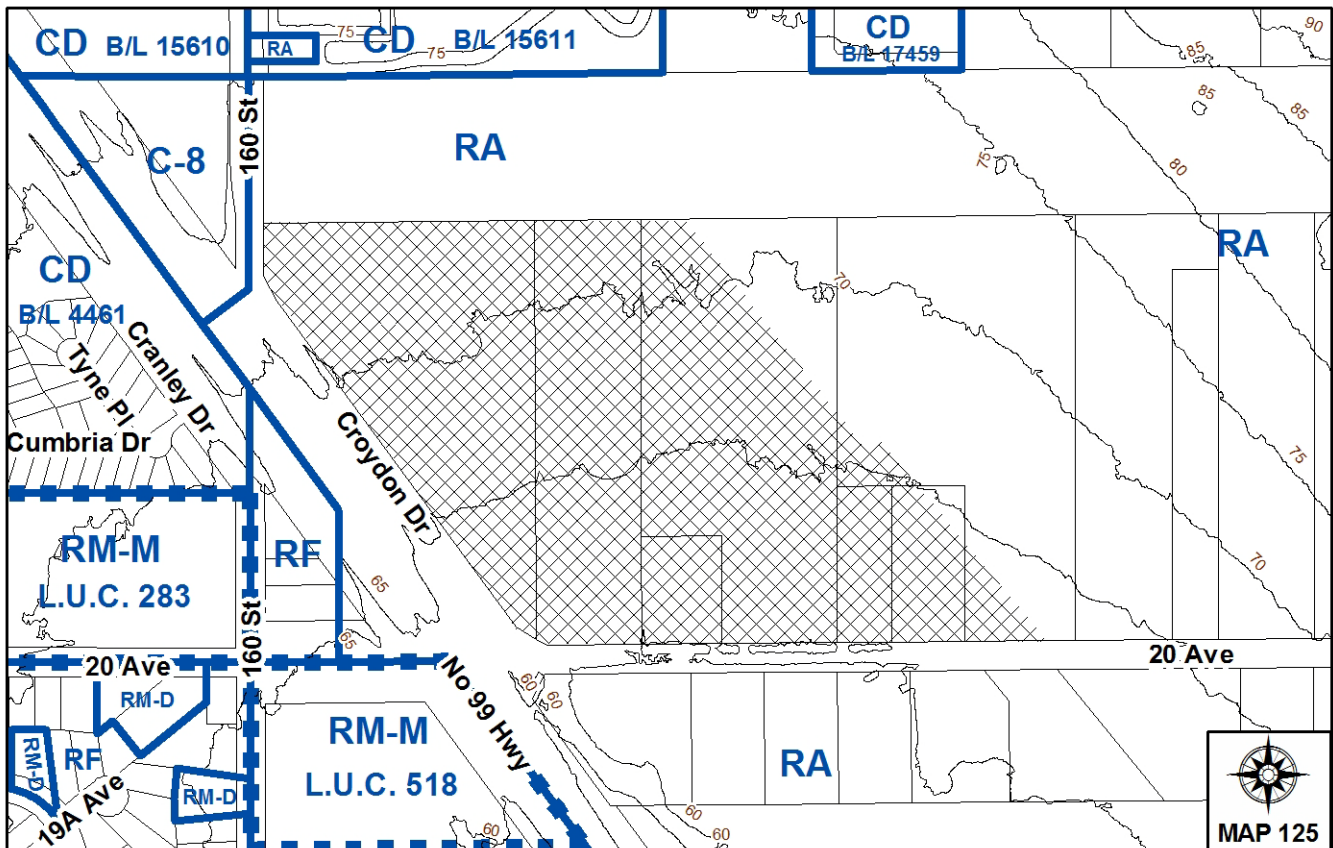 CD B/L 15610
75
RA
CD B/L 15611
75
CD
B/L 17459
90
85
85
85
160 St
C-8
RA
75
80
CD
B/L 4461
RA
70
Cranley Dr
Tyne Pl
Cumbria Dr
Croydon Dr
75
RM-M
L.U.C. 283
RF
65
70
160 St
65
20 Ave
20 Ave
No 99 Hwy
RM-D
60
60
RM-D
RF
RM-M
L.U.C. 518
RA
RM-D
19A Ave
60
60
60
MAP 125